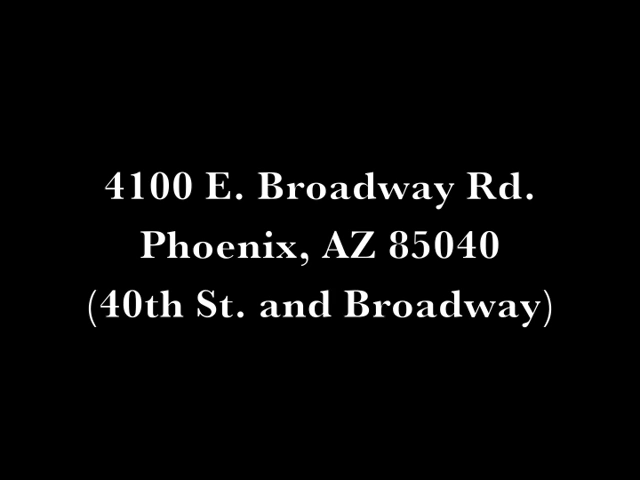 4100 E. Broadway Rd.
Phoenix, AZ 85040
(40th St. and Broadway)